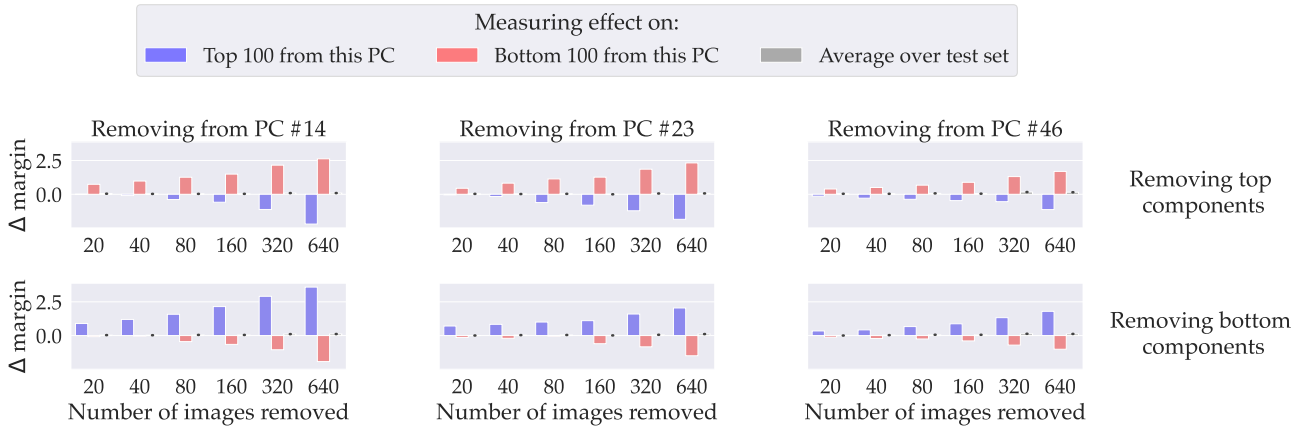 Measuring effect on:
Top 100 from this PC
Bottom 100 from this PC
Average over test set
Removing from PC #14
Removing from PC #23
Removing from PC #46
Δ margin
2.5
0.0
20 40 80 160 320 640
20 40 80 160 320 640
20 40 80 160 320 640
Removing top
components
Δ margin
2.5
0.0
20 40 80 160 320 640
20 40 80 160 320 640
20 40 80 160 320 640
Number of images removed
Number of images removed
Number of images removed
Removing bottom
components